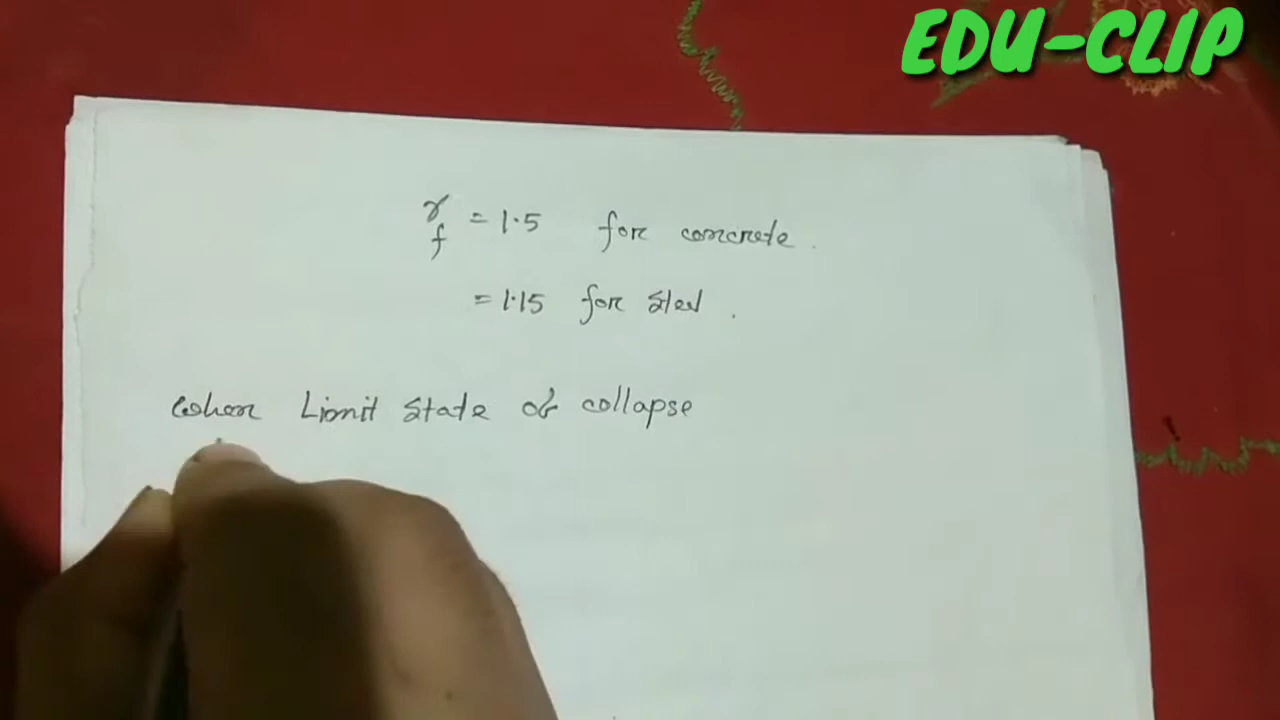 EDU-CLIP
γf = 1.5 for concrete.
= 1.15 for steel.
When Limit State of collapse